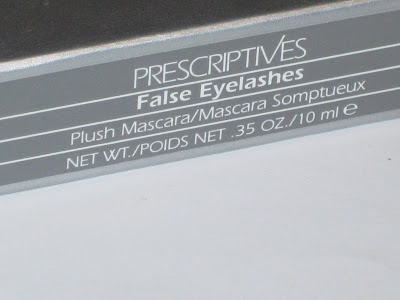 PRESCRIPTIVES
False Eyelashes
Plush Mascara/Mascara Somptueux
NET WT./POIDS NET .35 OZ./10 ml ℮